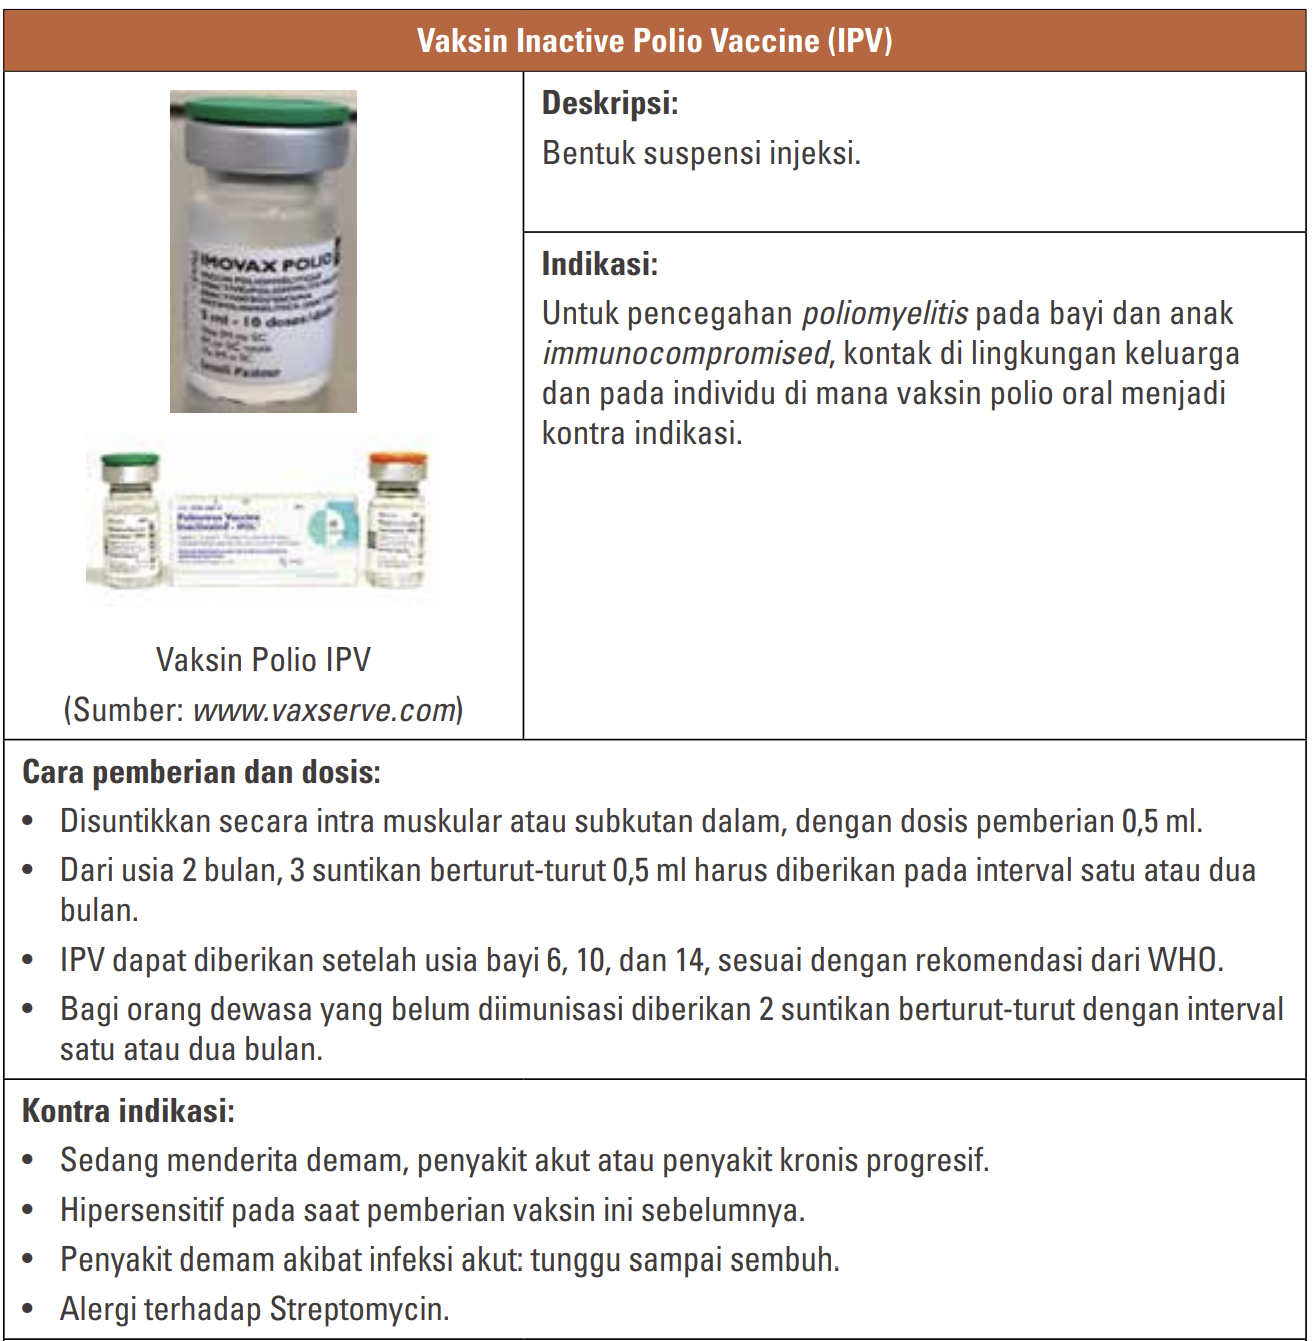 Vaksin Inactive Polio Vaccine (IPV)
IMOVAX POLIO
5 ml - 10 doses
Sanofi Pasteur
Poliovirus Vaccine
Inactivated - IPOL
Vaksin Polio IPV
(Sumber: www.vaxserve.com)
Deskripsi:
Bentuk suspensi injeksi.
Indikasi:
Untuk pencegahan poliomyelitis pada bayi dan anak
immunocompromised, kontak di lingkungan keluarga
dan pada individu di mana vaksin polio oral menjadi
kontra indikasi.
Cara pemberian dan dosis:
• Disuntikkan secara intra muskular atau subkutan dalam, dengan dosis pemberian 0,5 ml.
• Dari usia 2 bulan, 3 suntikan berturut-turut 0,5 ml harus diberikan pada interval satu atau dua
bulan.
• IPV dapat diberikan setelah usia bayi 6, 10, dan 14, sesuai dengan rekomendasi dari WHO.
• Bagi orang dewasa yang belum diimunisasi diberikan 2 suntikan berturut-turut dengan interval
satu atau dua bulan.
Kontra indikasi:
• Sedang menderita demam, penyakit akut atau penyakit kronis progresif.
• Hipersensitif pada saat pemberian vaksin ini sebelumnya.
• Penyakit demam akibat infeksi akut: tunggu sampai sembuh.
• Alergi terhadap Streptomycin.